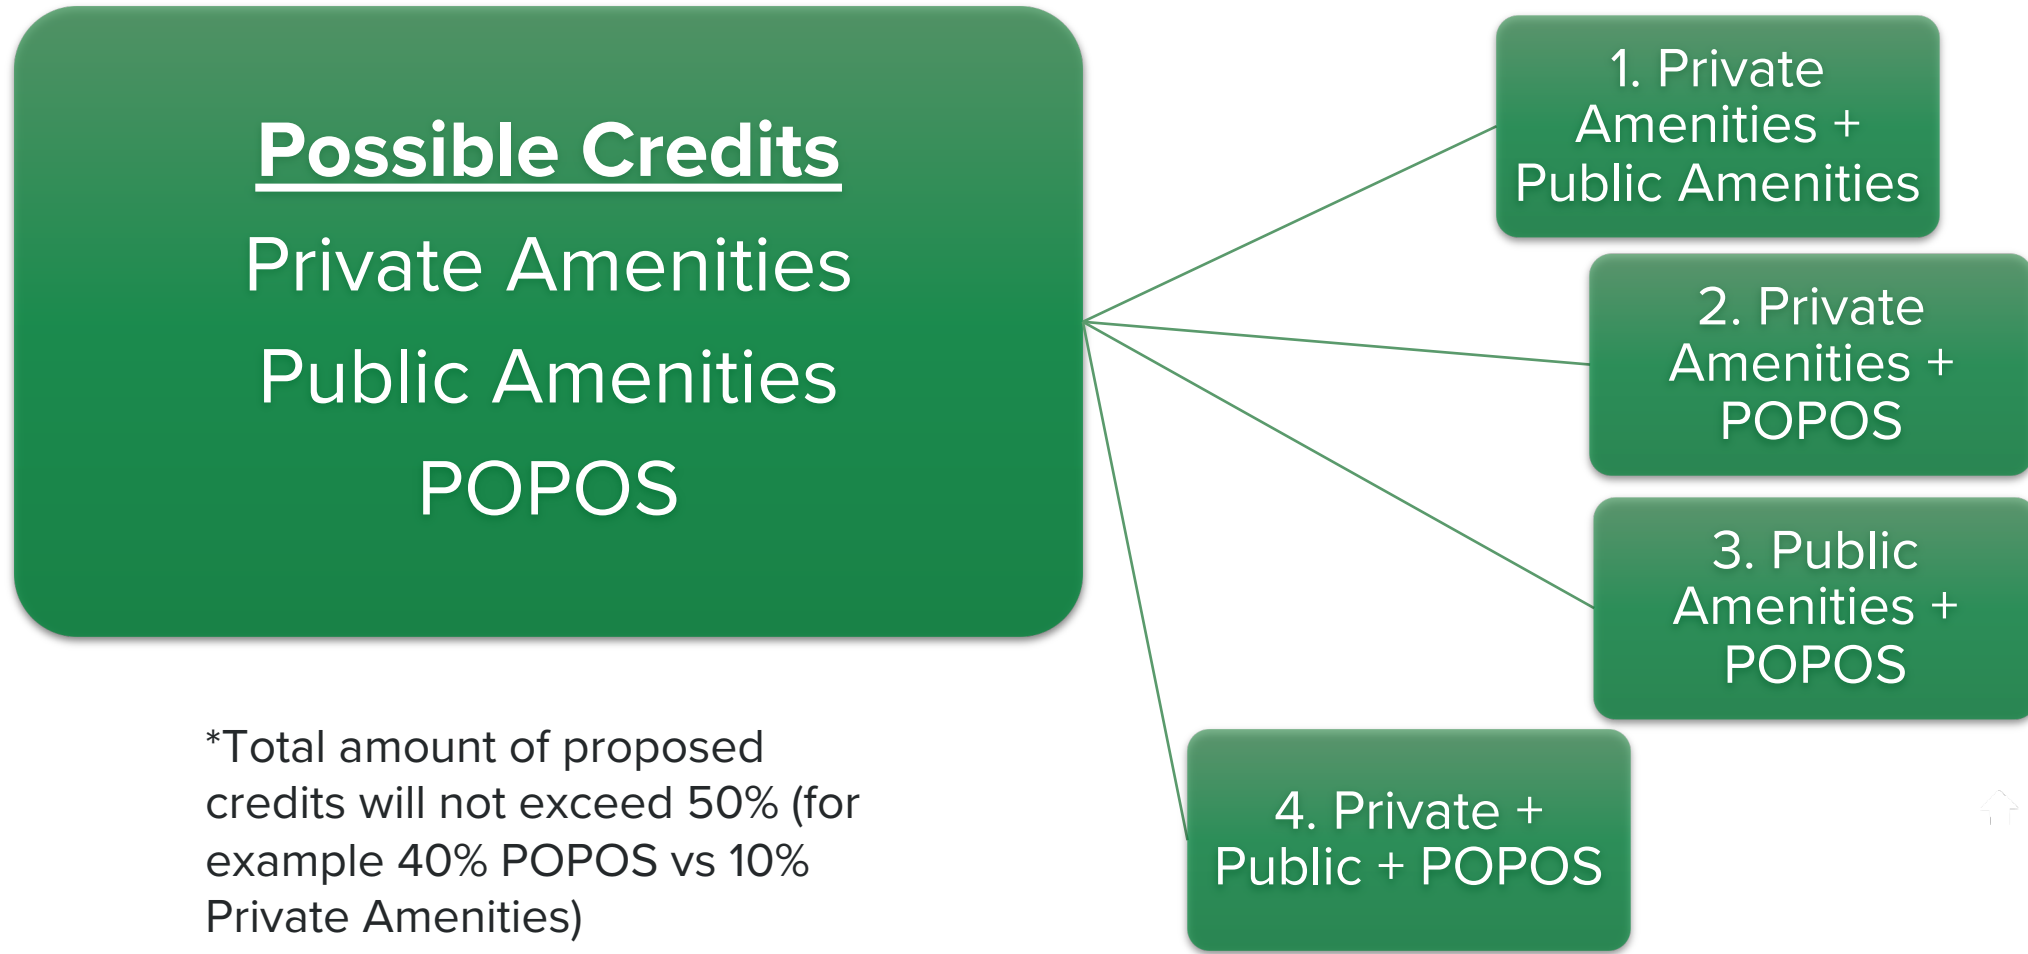 Possible Credits
Private Amenities
Public Amenities
POPOS
*Total amount of proposed
credits will not exceed 50% (for
example 40% POPOS vs 10%
Private Amenities)
1. Private
Amenities +
Public Amenities
2. Private
Amenities +
POPOS
3. Public
Amenities +
POPOS
4. Private +
Public + POPOS